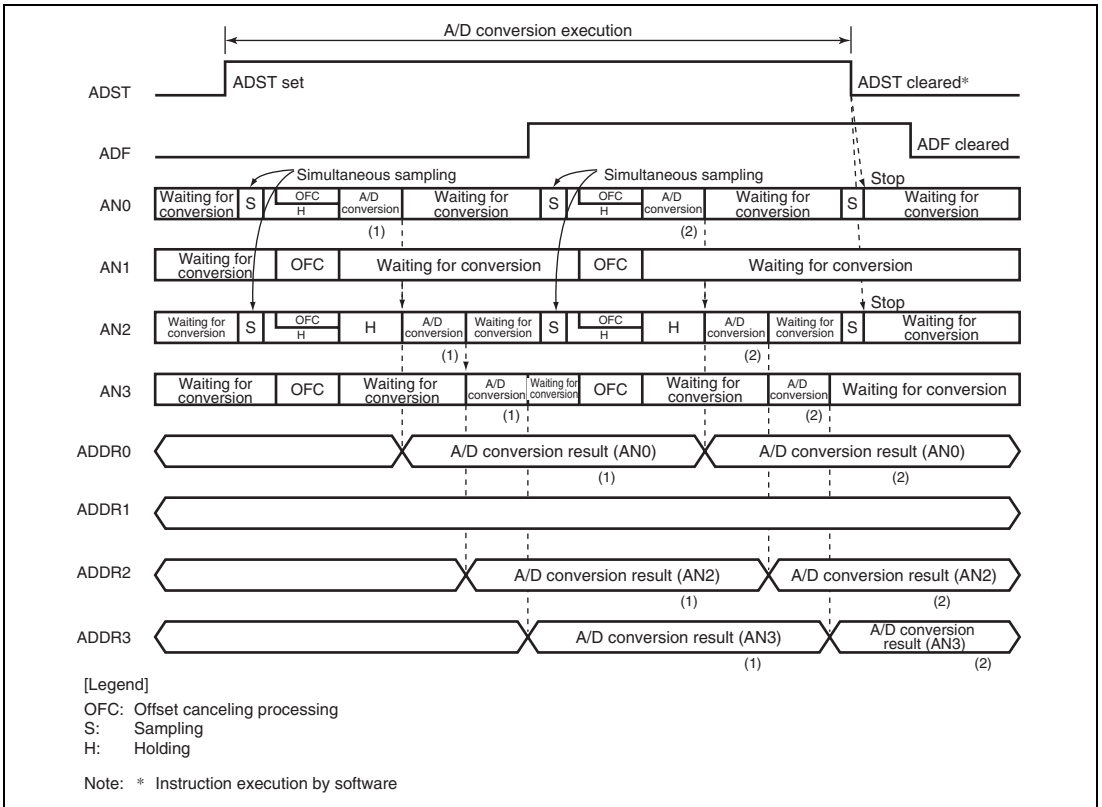 A/D conversion execution
ADST
ADST set
ADST cleared*
ADF
ADF cleared
Simultaneous sampling
Simultaneous sampling
Stop
AN0
Waiting for
conversion
S
OFC
H
A/D
conversion
Waiting for
conversion
S
OFC
H
A/D
conversion
Waiting for
conversion
S
Waiting for
conversion
(1)
(2)
AN1
Waiting for
conversion
OFC
Waiting for conversion
OFC
Waiting for conversion
Stop
AN2
Waiting for
conversion
S
OFC
H
H
A/D
conversion
Waiting for
conversion
S
OFC
H
H
A/D
conversion
Waiting for
conversion
S
Waiting for
conversion
(1)
(2)
AN3
Waiting for
conversion
OFC
Waiting for
conversion
A/D
conversion
Waiting for
conversion
OFC
Waiting for
conversion
A/D
conversion
Waiting for conversion
(1)
(2)
ADDR0
A/D conversion result (AN0)
A/D conversion result (AN0)
(1)
(2)
ADDR1
ADDR2
A/D conversion result (AN2)
A/D conversion result (AN2)
(1)
(2)
ADDR3
A/D conversion result (AN3)
A/D conversion
result (AN3)
(1)
(2)
[Legend]
OFC: Offset canceling processing
S: Sampling
H: Holding
Note: * Instruction execution by software